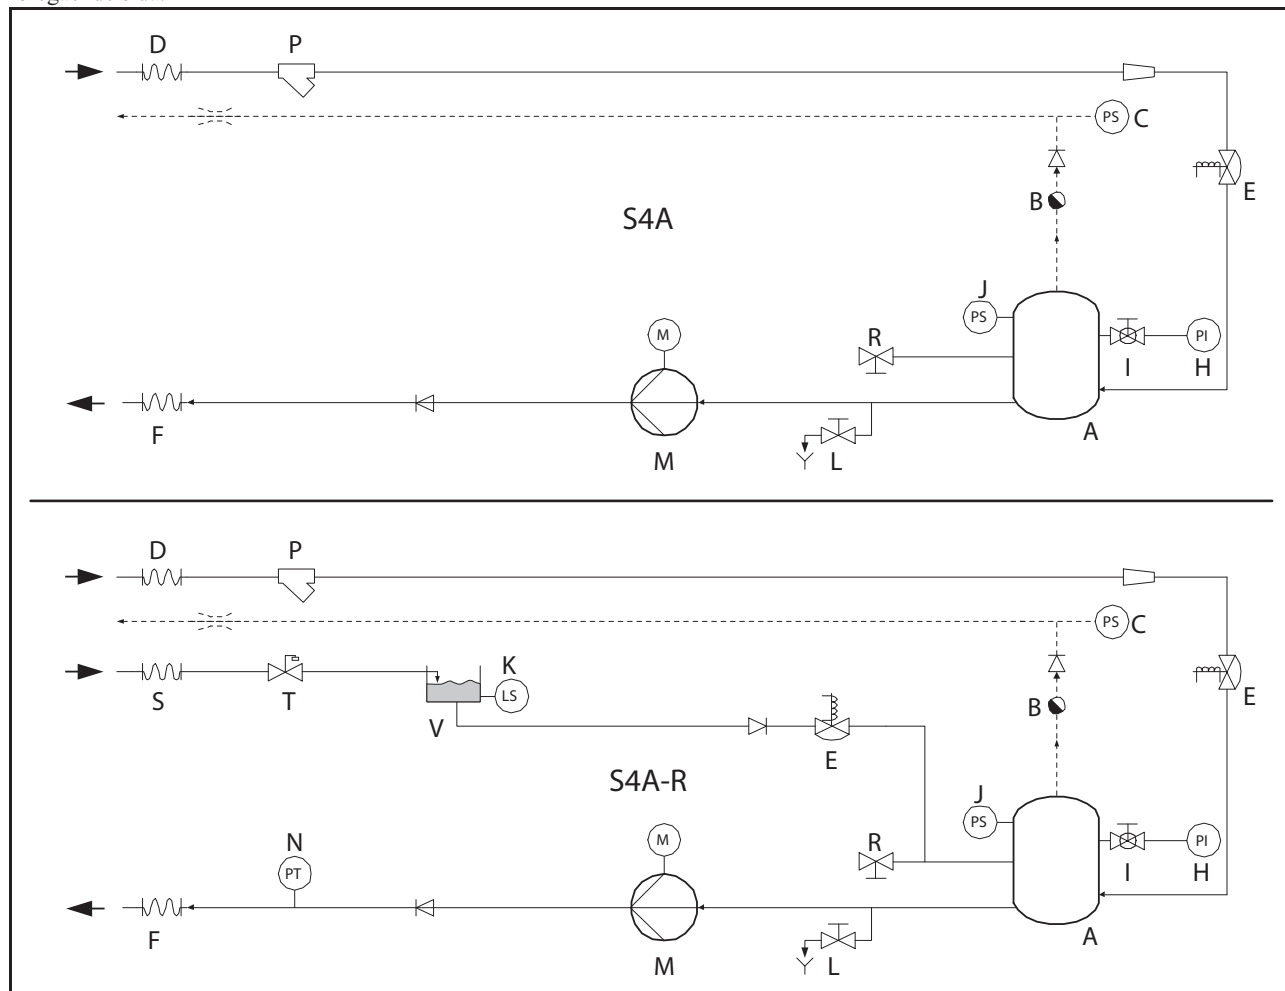 D P
PS C
B E
S4A
J
PS
M R PI
I H
F A
M L
D P
PS C
K
LS
S T B E
V
E
S4A-R
J
PS
N M R PI
PT
I H
F A
M L